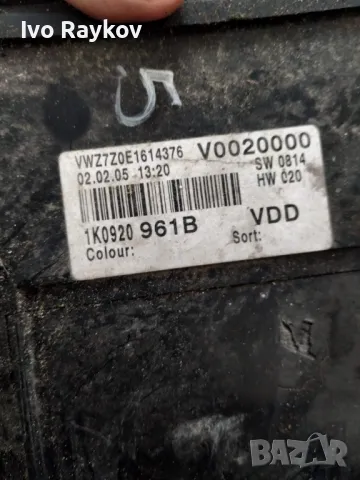 Ivo Raykov
5
VWZ7Z0E1614376 V0020000
02.02.05 13:20 SW 0814
HW 020
1K0920 961B VDD
Colour: Sort:
BAZAR